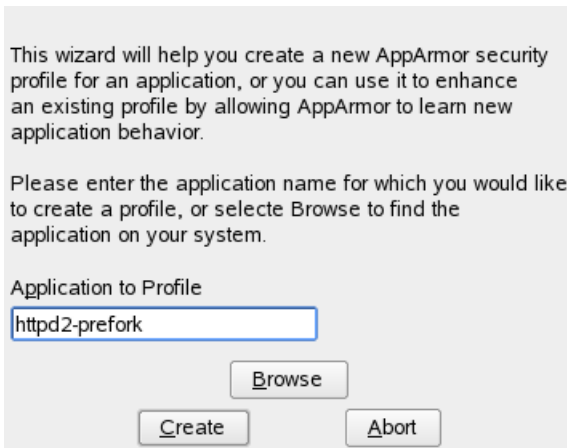 This wizard will help you create a new AppArmor security
profile for an application, or you can use it to enhance
an existing profile by allowing AppArmor to learn new
application behavior.
Please enter the application name for which you would like
to create a profile, or selecte Browse to find the
application on your system.
Application to Profile
httpd2-prefork
Browse
Create Abort